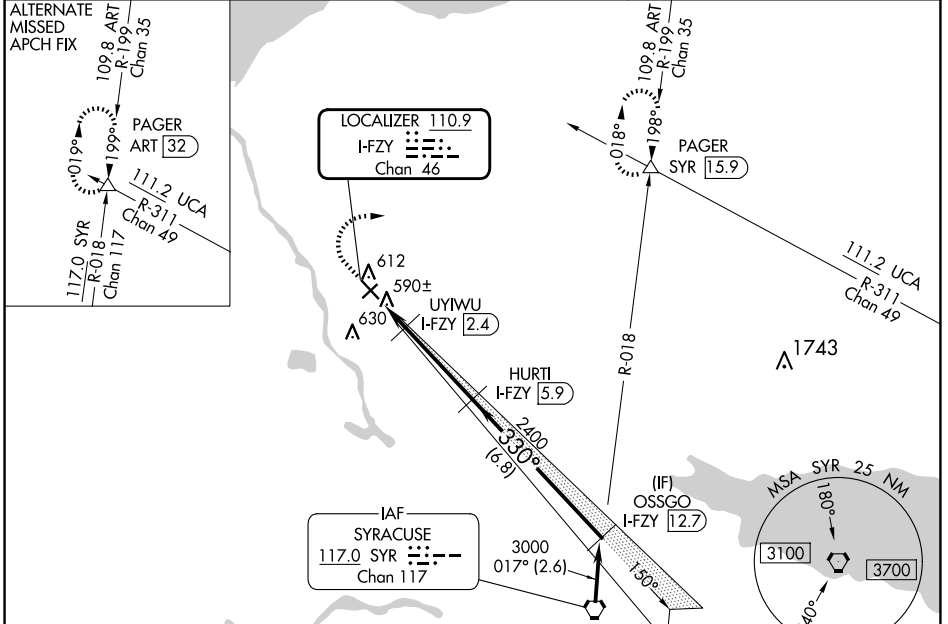 ALTERNATE
MISSED
APCH FIX
109.8 ART
R-199
Chan 35
PAGER
ART 32
019°
199°
111.2 UCA
R-311
Chan 49
117.0 SYR
R-018
Chan 117
LOCALIZER 110.9
I-FZY
Chan 46
109.8 ART
R-199
Chan 35
018°
198°
PAGER
SYR 15.9
111.2 UCA
R-311
Chan 49
612
590±
630
UYIWU
I-FZY 2.4
1743
R-018
HURTI
I-FZY 5.9
2400
330°
(6.8)
(IF)
OSSGO
I-FZY 12.7
IAF
SYRACUSE
117.0 SYR
Chan 117
3000
017° (2.6)
150°
MSA SYR 25 NM
180°
3100
3700